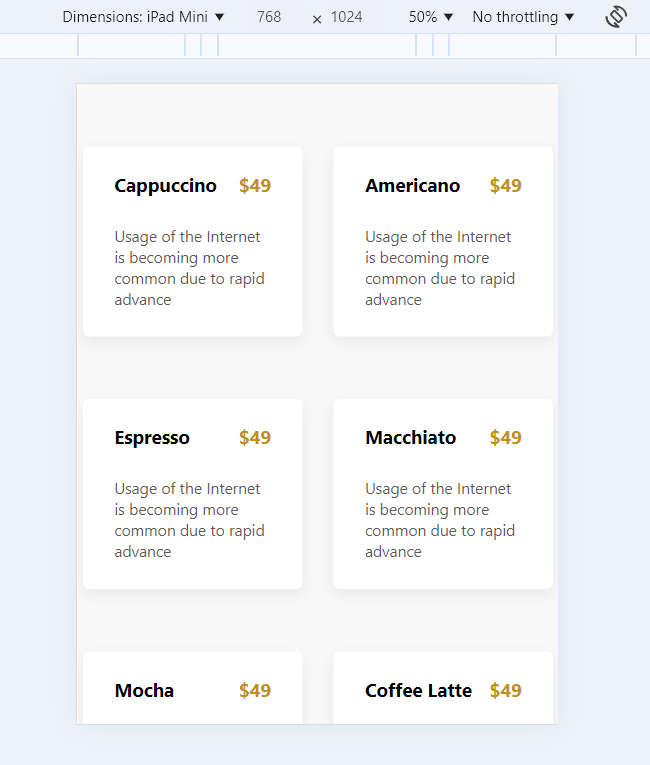 Dimensions: iPad Mini ▼ 768 × 1024 50% ▼ No throttling ▼
Cappuccino $49
Usage of the Internet
is becoming more
common due to rapid
advance
Americano $49
Usage of the Internet
is becoming more
common due to rapid
advance
Espresso $49
Usage of the Internet
is becoming more
common due to rapid
advance
Macchiato $49
Usage of the Internet
is becoming more
common due to rapid
advance
Mocha $49
Coffee Latte $49